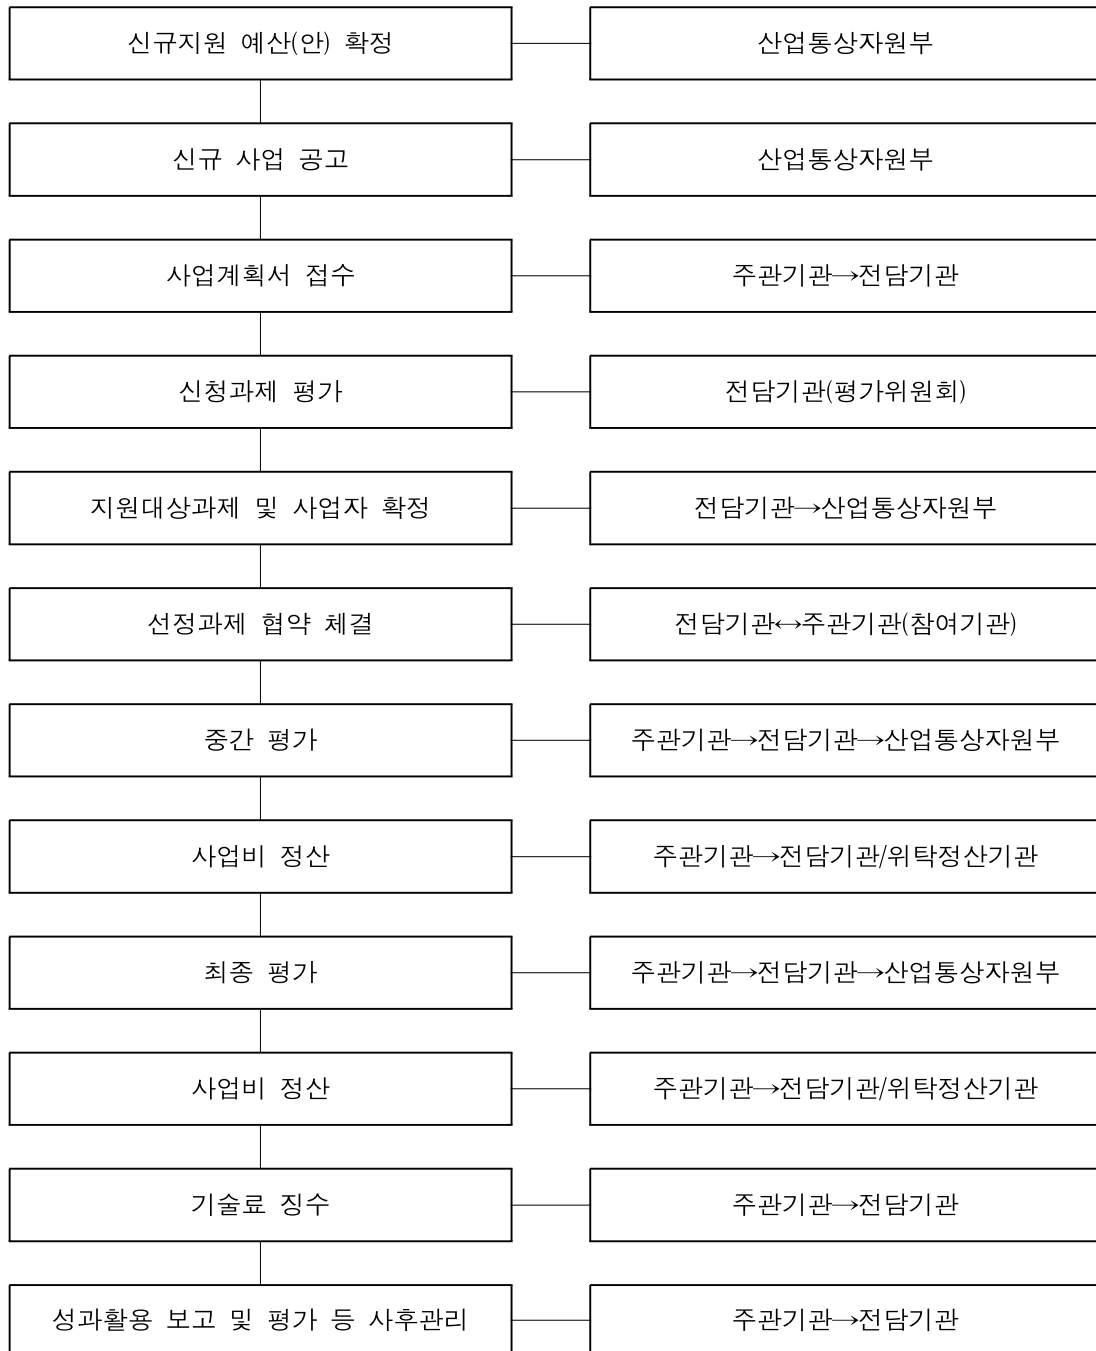 신규지원 예산(안) 확정
산업통상자원부
신규 사업 공고
산업통상자원부
사업계획서 접수
주관기관→전담기관
신청과제 평가
전담기관(평가위원회)
지원대상과제 및 사업자 확정
전담기관→산업통상자원부
선정과제 협약 체결
전담기관↔주관기관(참여기관)
중간 평가
주관기관→전담기관→산업통상자원부
사업비 정산
주관기관→전담기관/위탁정산기관
최종 평가
주관기관→전담기관→산업통상자원부
사업비 정산
주관기관→전담기관/위탁정산기관
기술료 징수
주관기관→전담기관
성과활용 보고 및 평가 등 사후관리
주관기관→전담기관